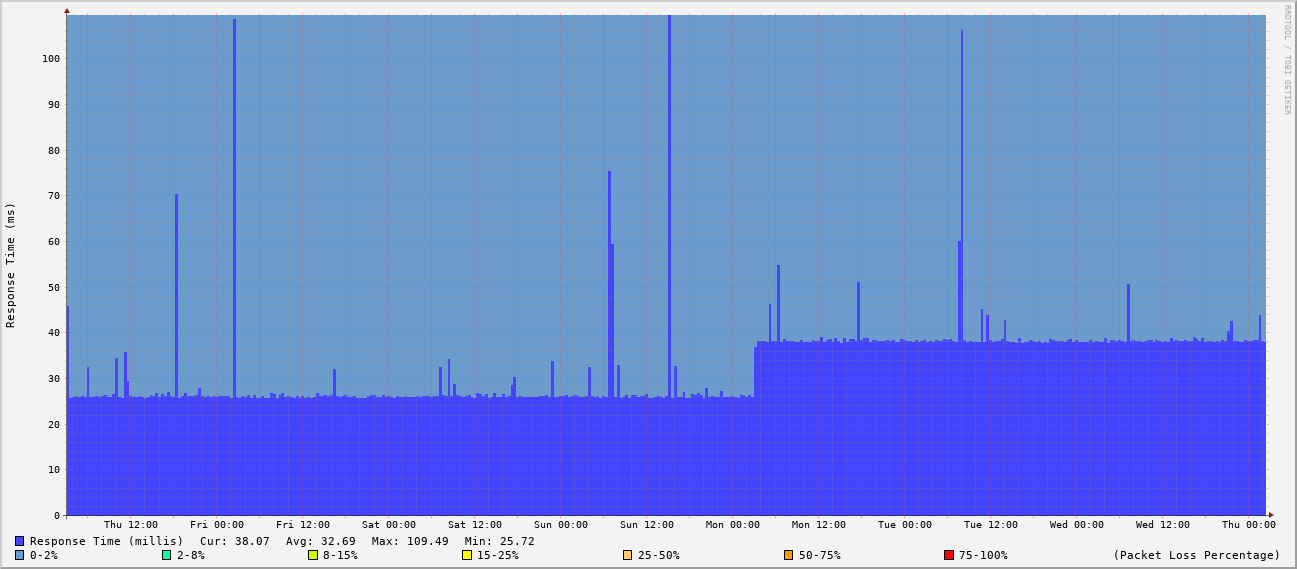 RRDTOOL / TOBI OETIKER
Response Time (ms)
100
90
80
70
60
50
40
30
20
10
0
Thu 12:00 Fri 00:00 Fri 12:00 Sat 00:00 Sat 12:00 Sun 00:00 Sun 12:00 Mon 00:00 Mon 12:00 Tue 00:00 Tue 12:00 Wed 00:00 Wed 12:00 Thu 00:00
Response Time (millis) Cur: 38.07 Avg: 32.69 Max: 109.49 Min: 25.72
0-2% 2-8% 8-15% 15-25% 25-50% 50-75% 75-100% (Packet Loss Percentage)